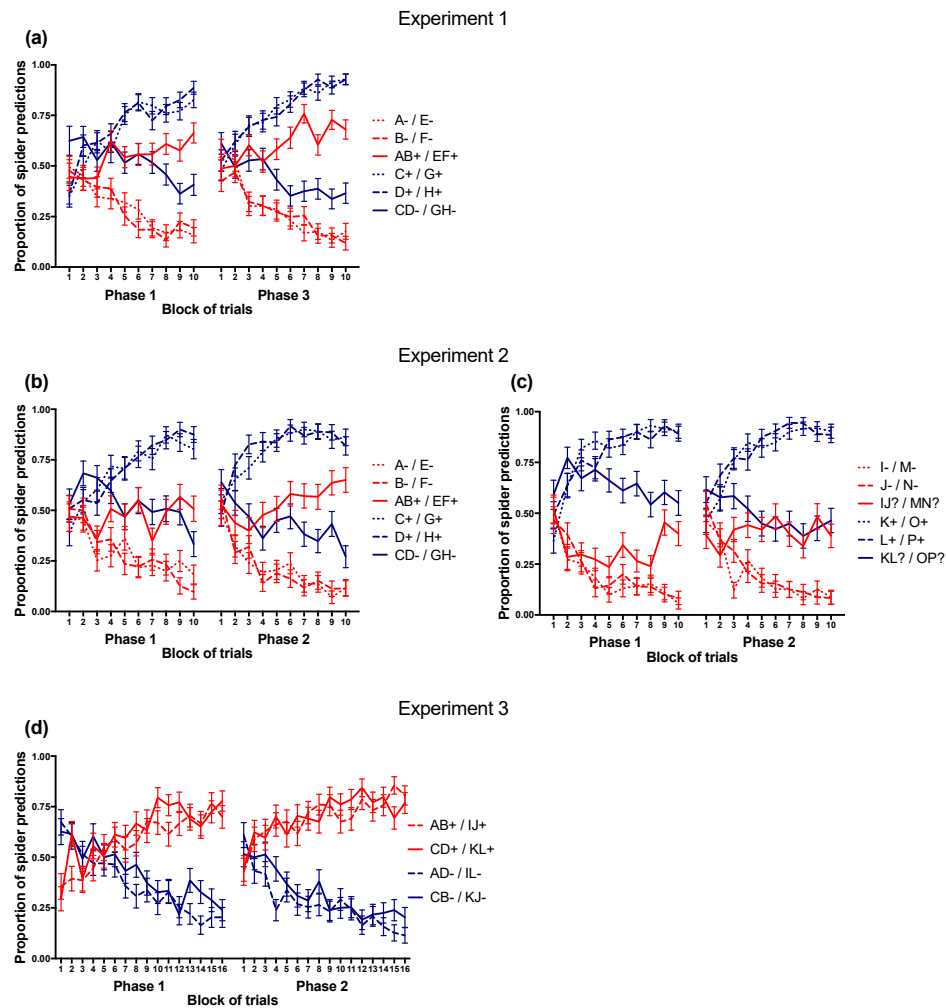 Experiment 1
(a)
Proportion of spider predictions
1.00
0.75
0.50
0.25
0.00
1 2 3 4 5 6 7 8 9 10
1 2 3 4 5 6 7 8 9 10
Phase 1
Phase 3
Block of trials
A- / E-
B- / F-
AB+ / EF+
C+ / G+
D+ / H+
CD- / GH-
Experiment 2
(b)
Proportion of spider predictions
1.00
0.75
0.50
0.25
0.00
1 2 3 4 5 6 7 8 9 10
1 2 3 4 5 6 7 8 9 10
Phase 1
Phase 2
Block of trials
A- / E-
B- / F-
AB+ / EF+
C+ / G+
D+ / H+
CD- / GH-
(c)
Proportion of spider predictions
1.00
0.75
0.50
0.25
0.00
1 2 3 4 5 6 7 8 9 10
1 2 3 4 5 6 7 8 9 10
Phase 1
Phase 2
Block of trials
I- / M-
J- / N-
IJ? / MN?
K+ / O+
L+ / P+
KL? / OP?
Experiment 3
(d)
Proportion of spider predictions
1.00
0.75
0.50
0.25
0.00
1 2 3 4 5 6 7 8 9 10 11 12 13 14 15 16
1 2 3 4 5 6 7 8 9 10 11 12 13 14 15 16
Phase 1
Phase 2
Block of trials
AB+ / IJ+
CD+ / KL+
AD- / IL-
CB- / KJ-